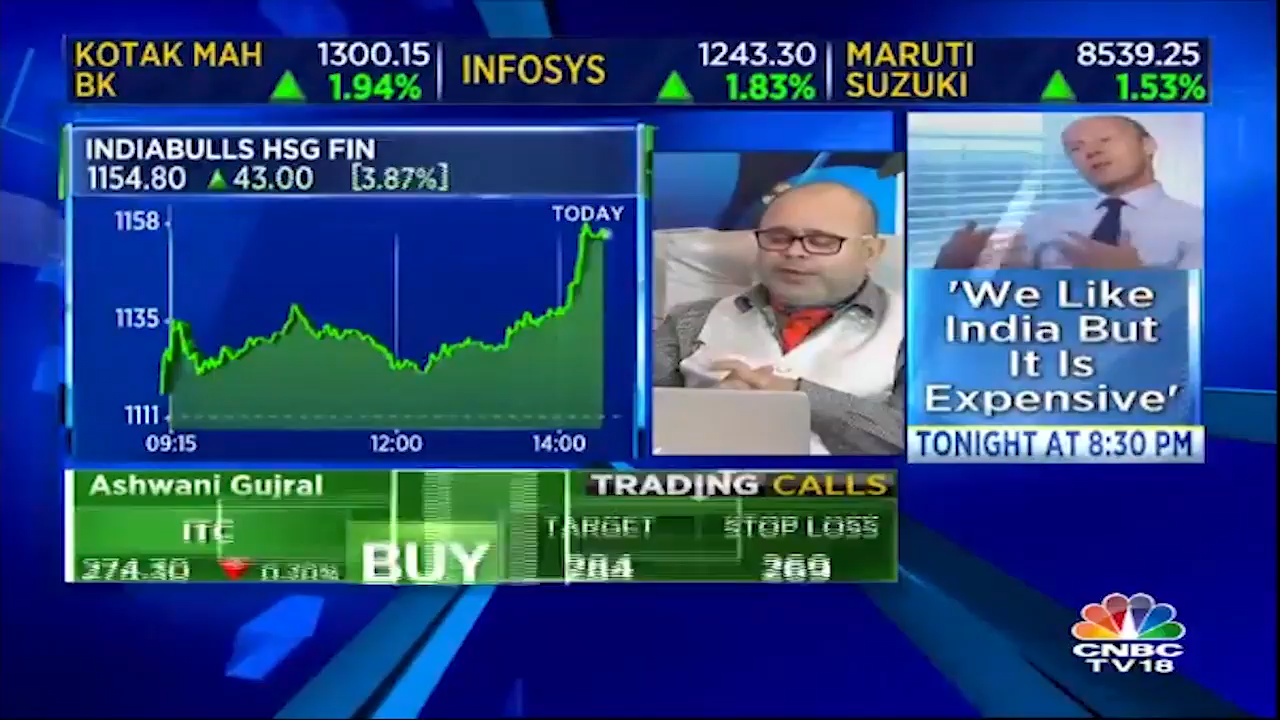 KOTAK MAH BK 1300.15 1.94%
INFOSYS 1243.30 1.83%
MARUTI SUZUKI 8539.25 1.53%
INDIABULLS HSG FIN
1154.80 43.00 [3.87%]
TODAY
1158
1135
1111
09:15 12:00 14:00
'We Like
India But
It Is
Expensive'
TONIGHT AT 8:30 PM
Ashwani Gujral TRADING CALLS
ITC BUY TARGET STOP LOSS
274.30 0.30% 284 269
CNBC
TV18